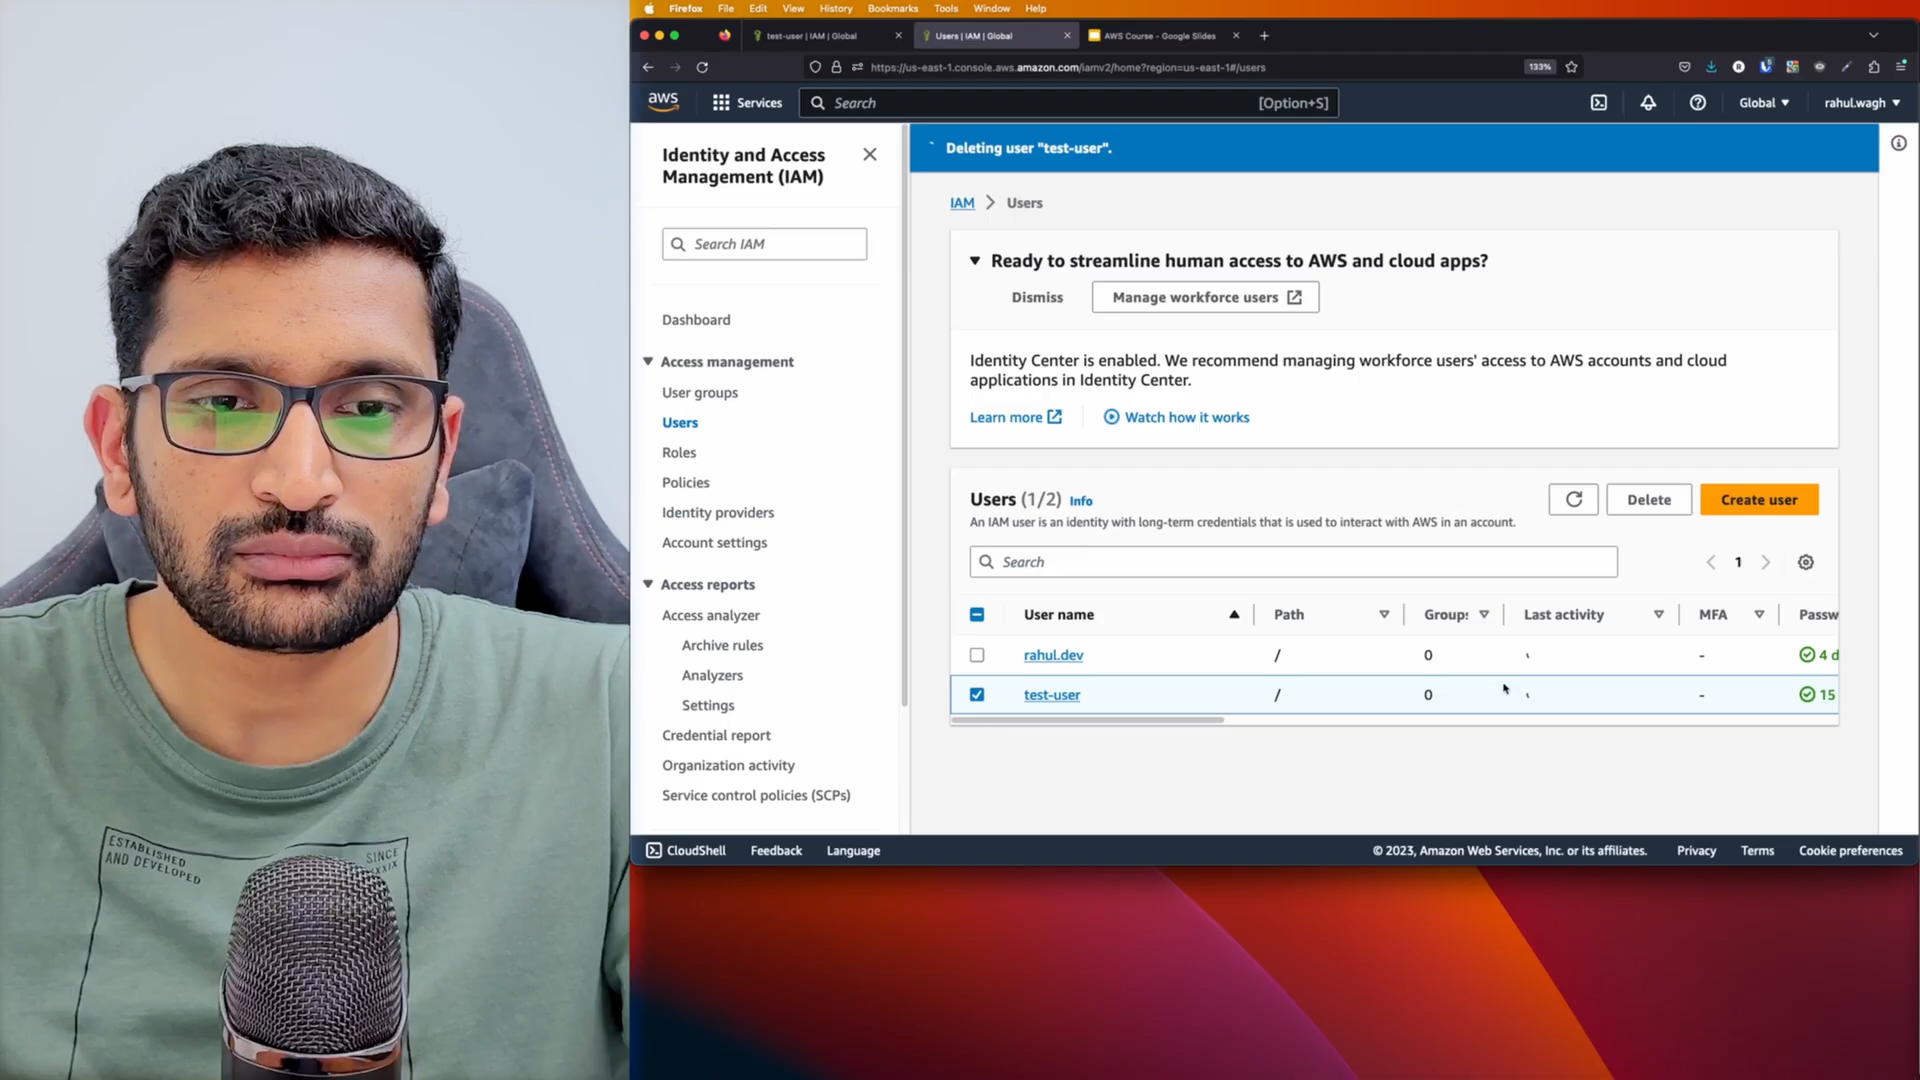 Firefox File Edit View History Bookmarks Tools Window Help
test-user | IAM | Global
Users | IAM | Global
AWS Course - Google Slides
https://us-east-1.console.aws.amazon.com/iamv2/home?region=us-east-1#/users
133%
aws
Services
Search
[Option+S]
Global
rahul.wagh
Identity and Access
Management (IAM)
Search IAM
Dashboard
Access management
User groups
Users
Roles
Policies
Identity providers
Account settings
Access reports
Access analyzer
Archive rules
Analyzers
Settings
Credential report
Organization activity
Service control policies (SCPs)
Deleting user "test-user".
IAM > Users
Ready to streamline human access to AWS and cloud apps?
Dismiss
Manage workforce users
Identity Center is enabled. We recommend managing workforce users' access to AWS accounts and cloud
applications in Identity Center.
Learn more
Watch how it works
Users (1/2) Info
Delete
Create user
An IAM user is an identity with long-term credentials that is used to interact with AWS in an account.
Search
1
User name Path Groups Last activity MFA Passw
rahul.dev / 0 - 4 d
test-user / 0 - 15
CloudShell Feedback Language
© 2023, Amazon Web Services, Inc. or its affiliates. Privacy Terms Cookie preferences
ESTABLISHED
AND DEVELOPED
SINCE